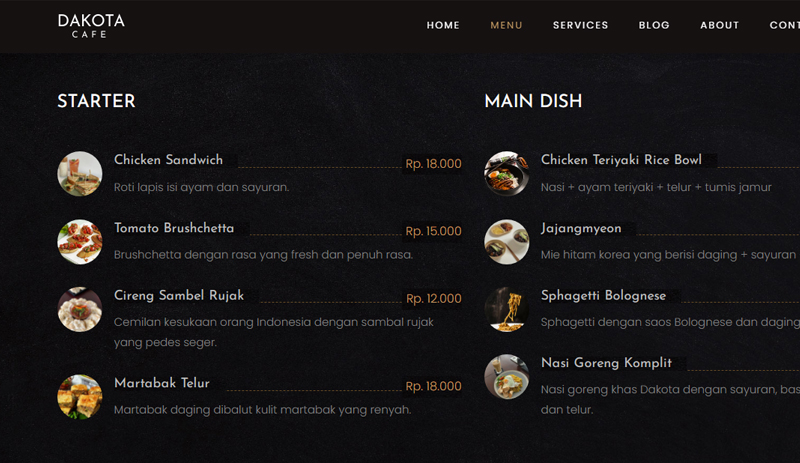 DAKOTA
CAFE
HOME MENU SERVICES BLOG ABOUT
STARTER
Chicken Sandwich Rp. 18.000
Roti lapis isi ayam dan sayuran.
Tomato Brushchetta Rp. 15.000
Brushchetta dengan rasa yang fresh dan penuh rasa.
Cireng Sambel Rujak Rp. 12.000
Cemilan kesukaan orang Indonesia dengan sambal rujak
yang pedes seger.
Martabak Telur Rp. 18.000
Martabak daging dibalut kulit martabak yang renyah.
MAIN DISH
Chicken Teriyaki Rice Bowl
Nasi + ayam teriyaki + telur + tumis jamur
Jajangmyeon
Mie hitam korea yang berisi daging + sayuran
Sphagetti Bolognese
Sphagetti dengan saos Bolognese dan daging
Nasi Goreng Komplit
Nasi goreng khas Dakota dengan sayuran,
dan telur.